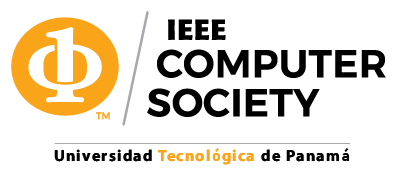 IEEE
COMPUTER
SOCIETY
TM
Universidad Tecnológica de Panamá